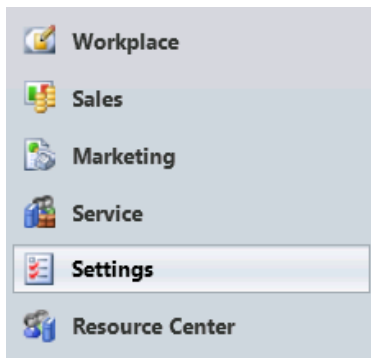 Workplace
Sales
Marketing
Service
Settings
Resource Center